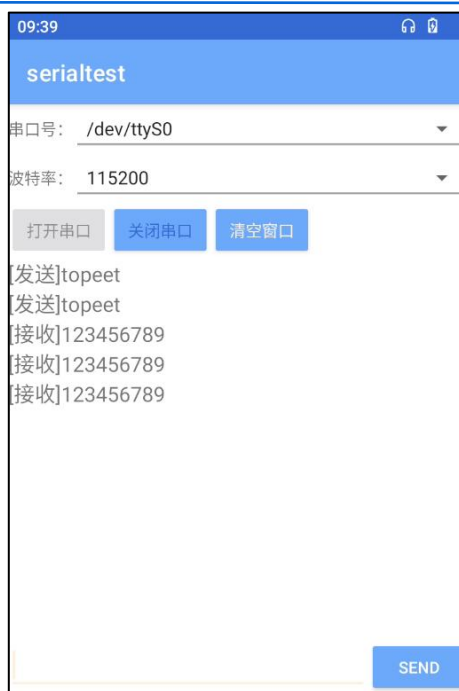 09:39
serialtest
串口号： /dev/ttyS0
波特率： 115200
打开串口 关闭串口 清空窗口
[发送]topeet
[发送]topeet
[接收]123456789
[接收]123456789
[接收]123456789
SEND